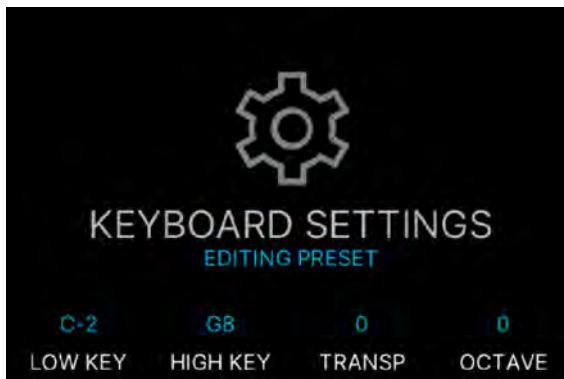 KEYBOARD SETTINGS
EDITING PRESET
C-2 G8 0 0
LOW KEY HIGH KEY TRANSP OCTAVE